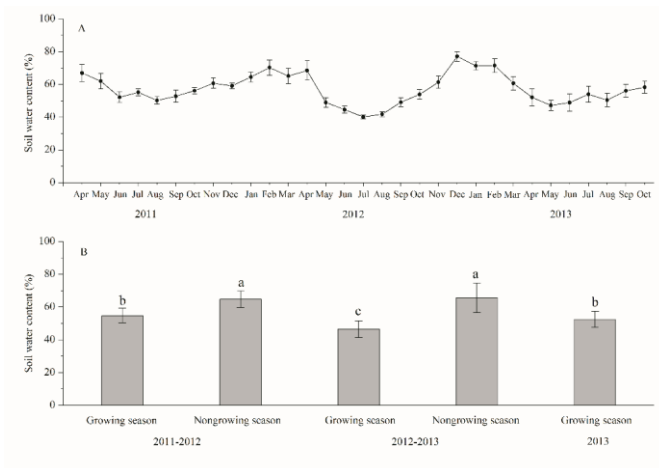 A
100
80
60
40
20
0
Soil water content (%)
Apr May Jun Jul Aug Sep Oct Nov Dec Jan Feb Mar Apr May Jun Jul Aug Sep Oct Nov Dec Jan Feb Mar Apr May Jun Jul Aug Sep Oct
2011 2012 2013
B
100
80
60
40
20
0
Soil water content (%)
b a c a b
Growing season Nongrowing season Growing season Nongrowing season Growing season
2011-2012 2012-2013 2013